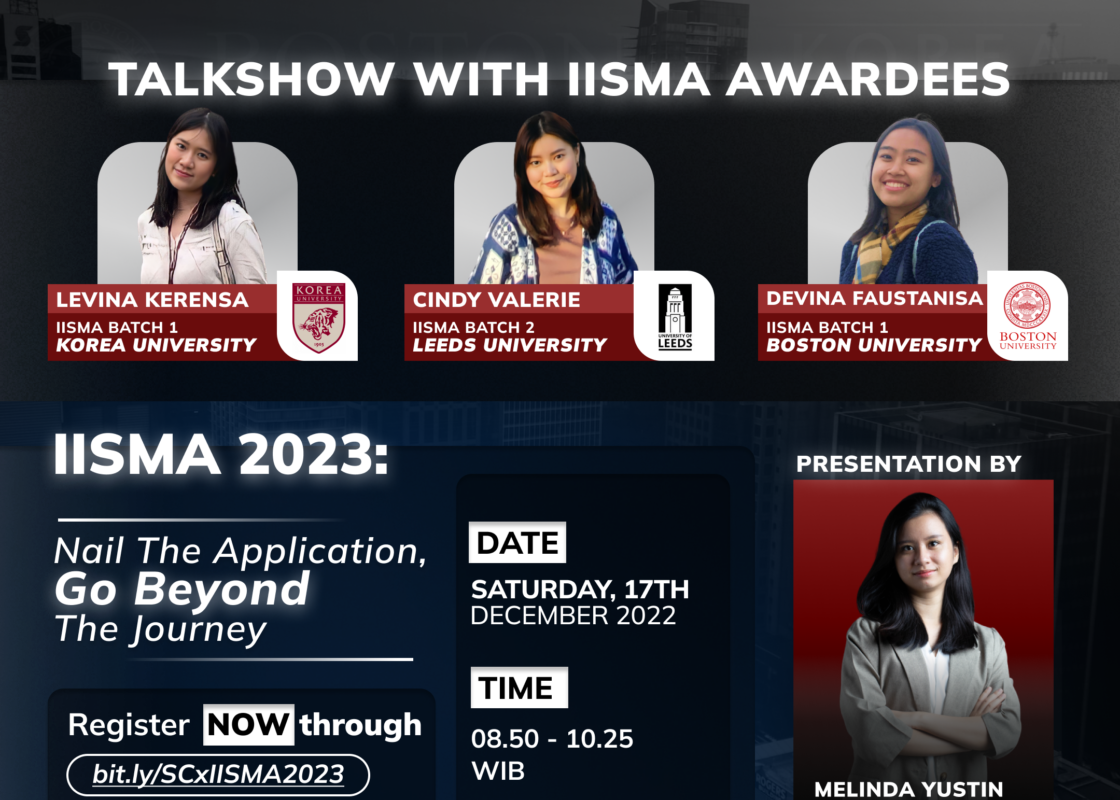 TALKSHOW WITH IISMA AWARDEES
LEVINA KERENSA
IISMA BATCH 1
KOREA UNIVERSITY
KOREA
UNIVERSITY
1905
CINDY VALERIE
IISMA BATCH 2
LEEDS UNIVERSITY
UNIVERSITY OF
LEEDS
DEVINA FAUSTANISA
IISMA BATCH 1
BOSTON UNIVERSITY
BOSTON
UNIVERSITY
IISMA 2023:
Nail The Application,
Go Beyond
The Journey
Register NOW through
bit.ly/SCxIISMA2023
DATE
SATURDAY, 17TH
DECEMBER 2022
TIME
08.50 - 10.25
WIB
PRESENTATION BY
MELINDA YUSTIN